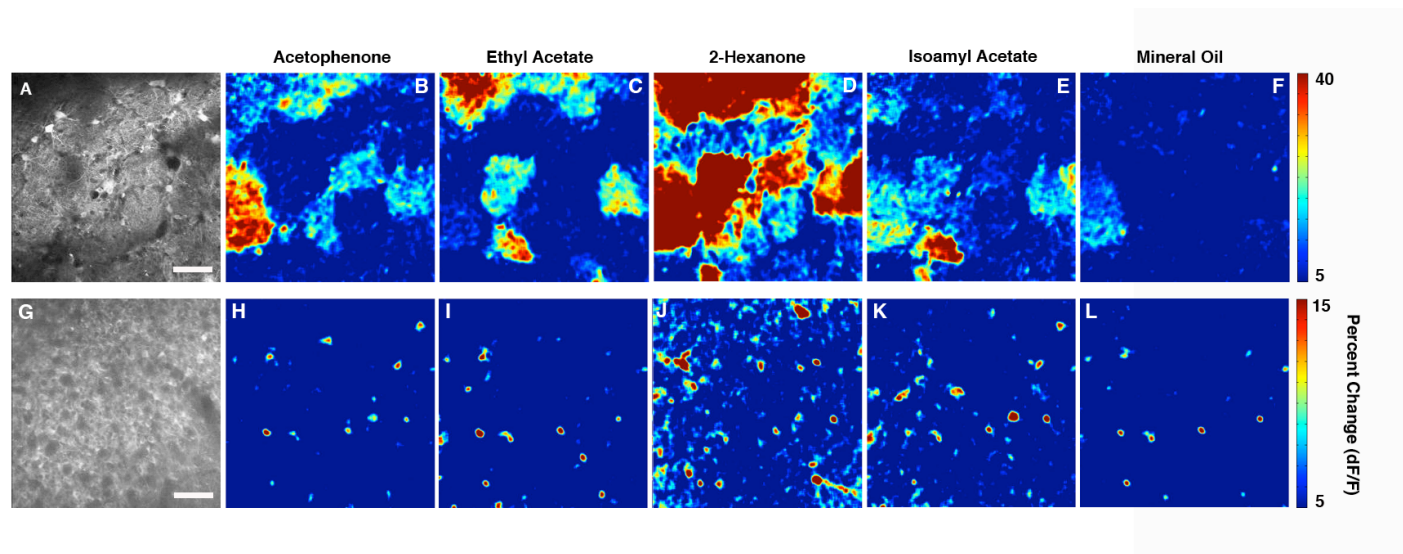 Acetophenone Ethyl Acetate 2-Hexanone Isoamyl Acetate Mineral Oil
A B C D E F 40
5
G H I J K L 15
Percent Change (dF/F)
5